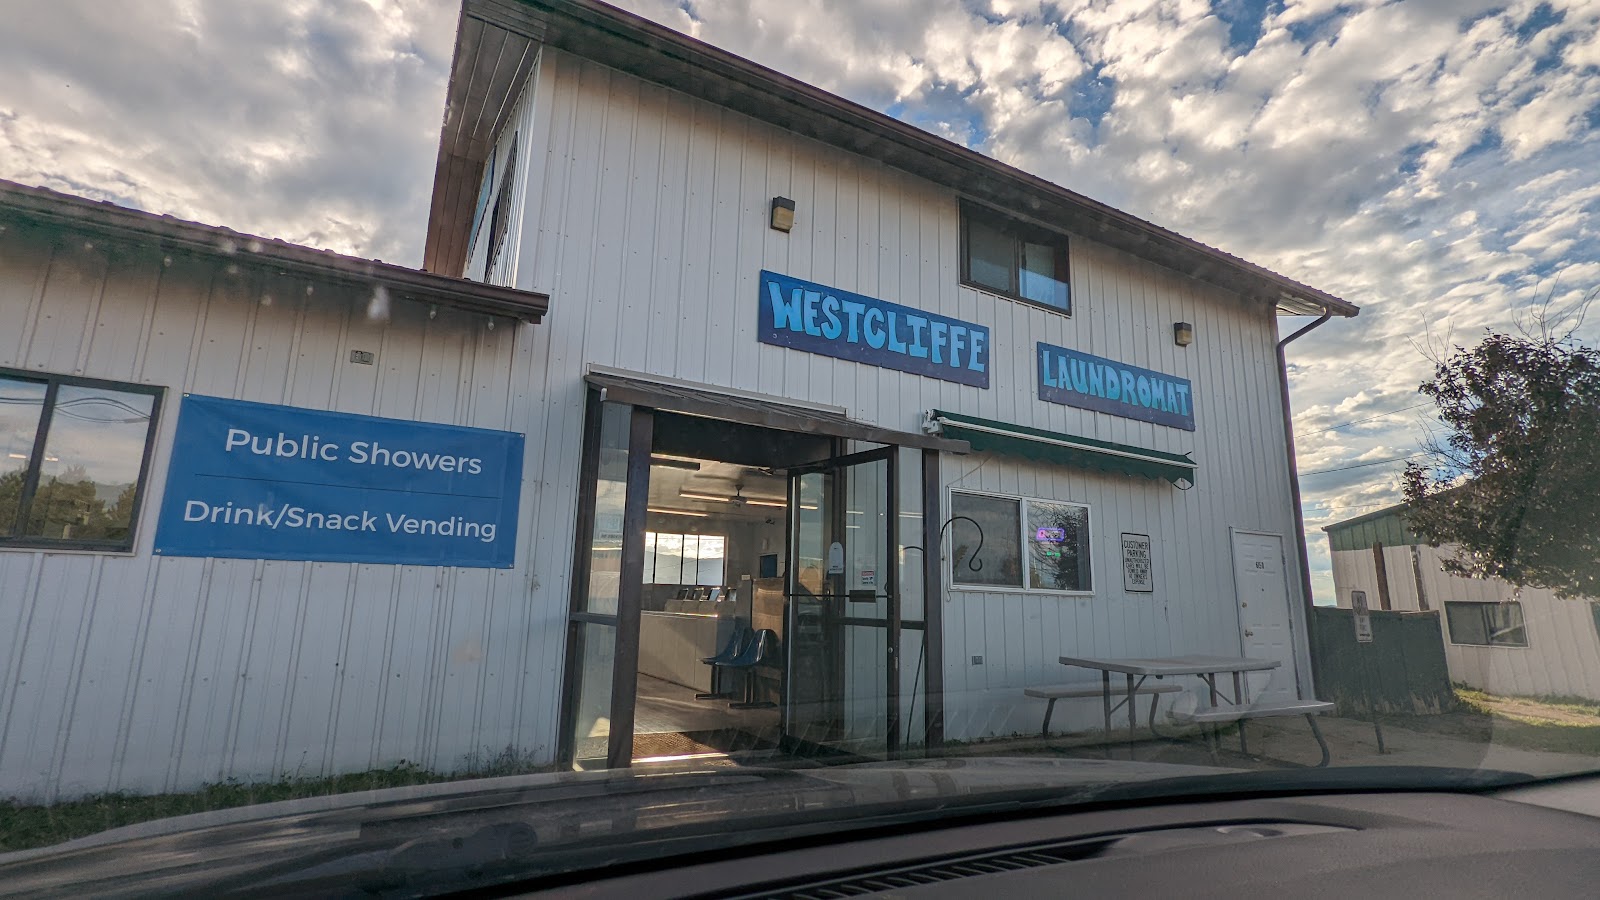 WESTCLIFFE
LAUNDROMAT
Public Showers
Drink/Snack Vending
CUSTOMER
PARKING